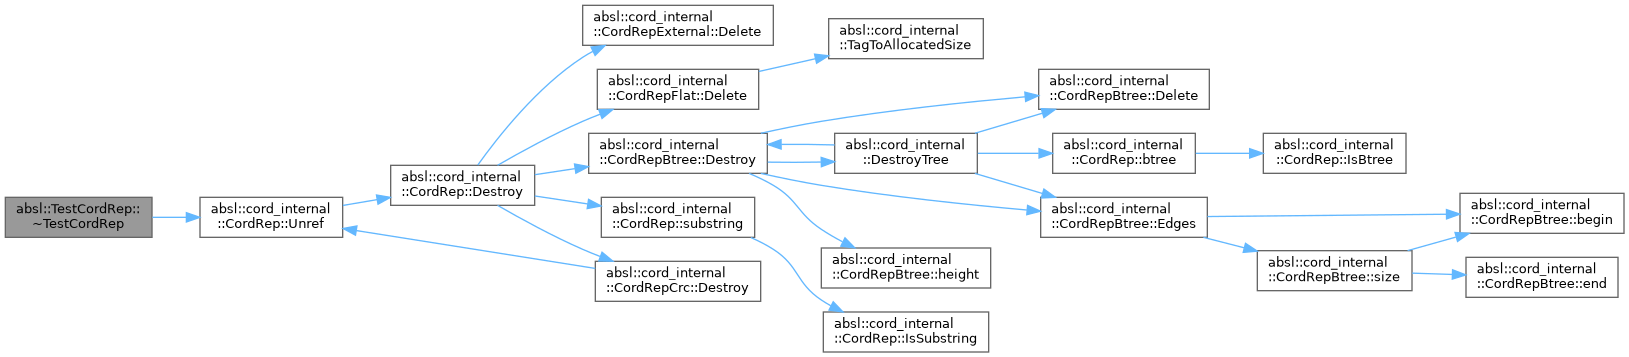 absl::TestCordRep::
~TestCordRep
absl::cord_internal
::CordRep::Unref
absl::cord_internal
::CordRep::Destroy
absl::cord_internal
::CordRepExternal::Delete
absl::cord_internal
::CordRepFlat::Delete
absl::cord_internal
::TagToAllocatedSize
absl::cord_internal
::CordRepBtree::Destroy
absl::cord_internal
::DestroyTree
absl::cord_internal
::CordRepBtree::Delete
absl::cord_internal
::CordRep::btree
absl::cord_internal
::CordRep::IsBtree
absl::cord_internal
::CordRepBtree::Edges
absl::cord_internal
::CordRepBtree::begin
absl::cord_internal
::CordRepBtree::size
absl::cord_internal
::CordRepBtree::end
absl::cord_internal
::CordRepBtree::height
absl::cord_internal
::CordRep::substring
absl::cord_internal
::CordRep::IsSubstring
absl::cord_internal
::CordRepCrc::Destroy